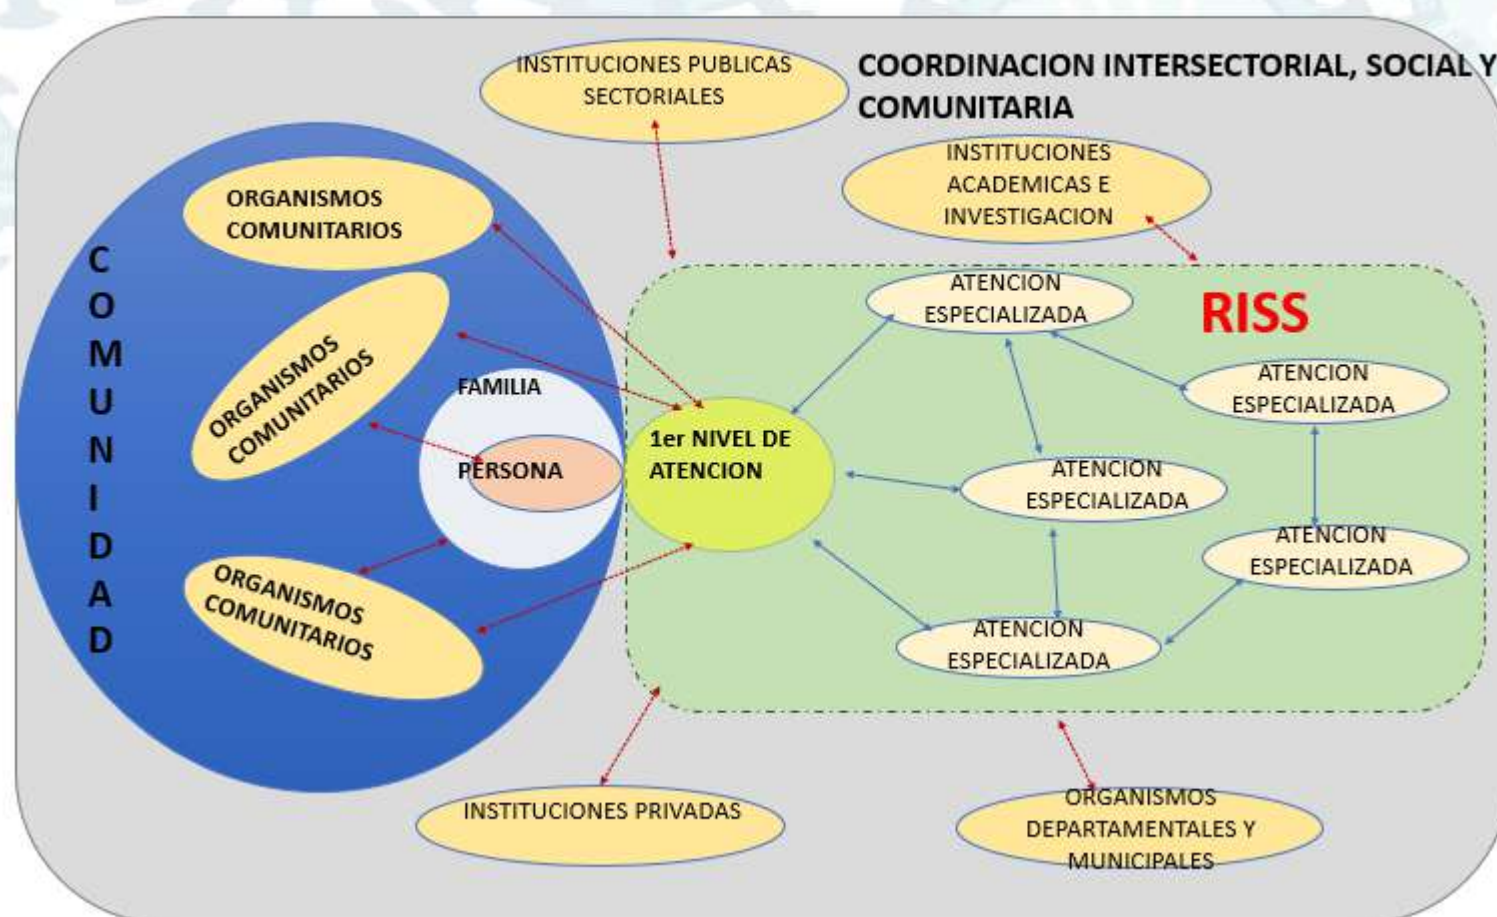 INSTITUCIONES PUBLICAS
SECTORIALES
COORDINACION INTERSECTORIAL, SOCIAL Y
COMUNITARIA
INSTITUCIONES
ACADEMICAS E
INVESTIGACION
COMUNIDAD
ORGANISMOS
COMUNITARIOS
ORGANISMOS
COMUNITARIOS
ORGANISMOS
COMUNITARIOS
FAMILIA
PERSONA
1er NIVEL DE
ATENCION
RISS
ATENCION
ESPECIALIZADA
ATENCION
ESPECIALIZADA
ATENCION
ESPECIALIZADA
ATENCION
ESPECIALIZADA
ATENCION
ESPECIALIZADA
INSTITUCIONES PRIVADAS
ORGANISMOS
DEPARTAMENTALES Y
MUNICIPALES